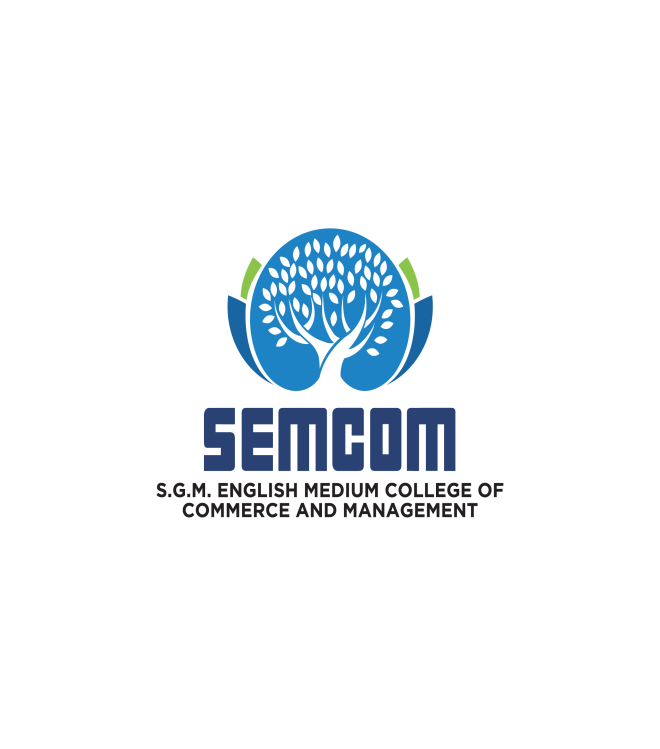 SEMCOM
S.G.M. ENGLISH MEDIUM COLLEGE OF
COMMERCE AND MANAGEMENT